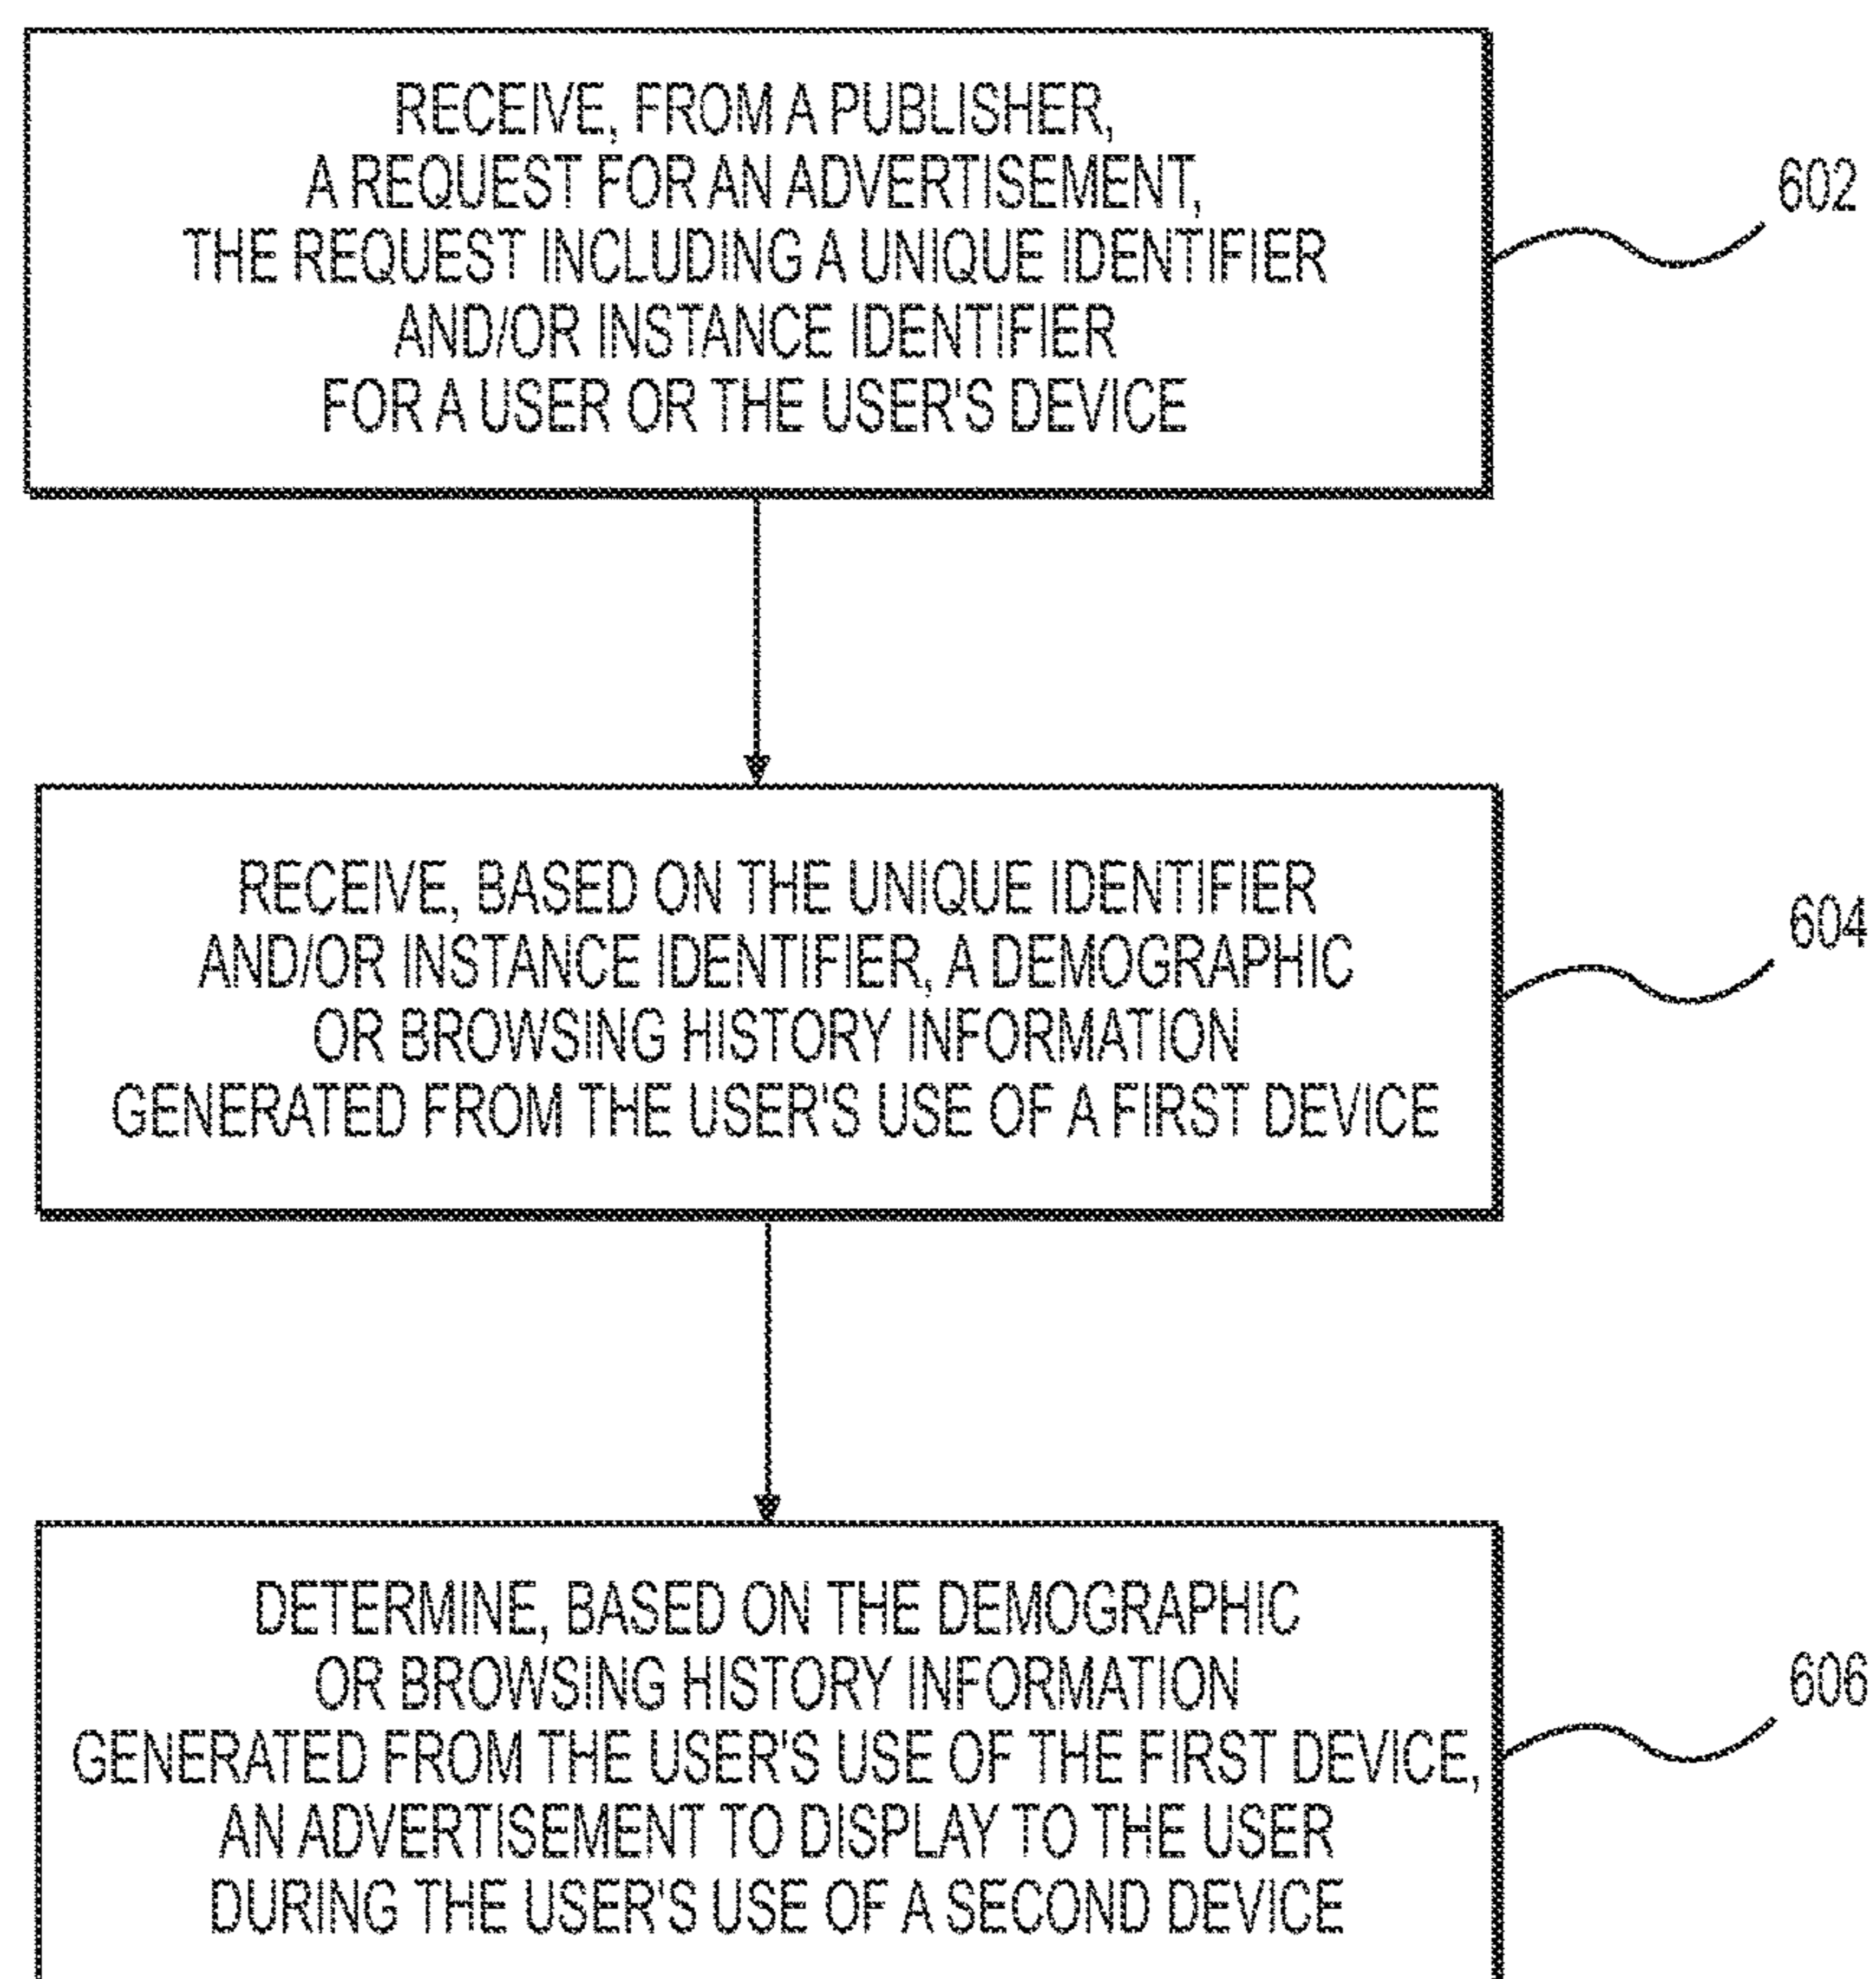 RECEIVE, FROM A PUBLISHER,
A REQUEST FOR AN ADVERTISEMENT,
THE REQUEST INCLUDING A UNIQUE IDENTIFIER
AND/OR INSTANCE IDENTIFIER
FOR A USER OR THE USER'S DEVICE
602
RECEIVE, BASED ON THE UNIQUE IDENTIFIER
AND/OR INSTANCE IDENTIFIER, A DEMOGRAPHIC
OR BROWSING HISTORY INFORMATION
GENERATED FROM THE USER'S USE OF A FIRST DEVICE
604
DETERMINE, BASED ON THE DEMOGRAPHIC
OR BROWSING HISTORY INFORMATION
GENERATED FROM THE USER'S USE OF THE FIRST DEVICE,
AN ADVERTISEMENT TO DISPLAY TO THE USER
DURING THE USER'S USE OF A SECOND DEVICE
606